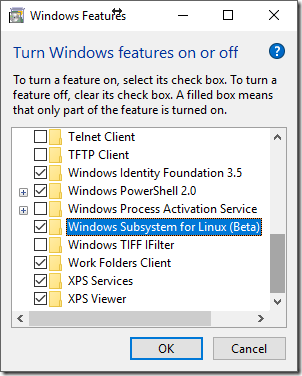 Windows Features
Turn Windows features on or off
?
To turn a feature on, select its check box. To turn a
feature off, clear its check box. A filled box means
that only part of the feature is turned on.
Telnet Client
TFTP Client
Windows Identity Foundation 3.5
Windows PowerShell 2.0
Windows Process Activation Service
Windows Subsystem for Linux (Beta)
Windows TIFF IFilter
Work Folders Client
XPS Services
XPS Viewer
OK
Cancel